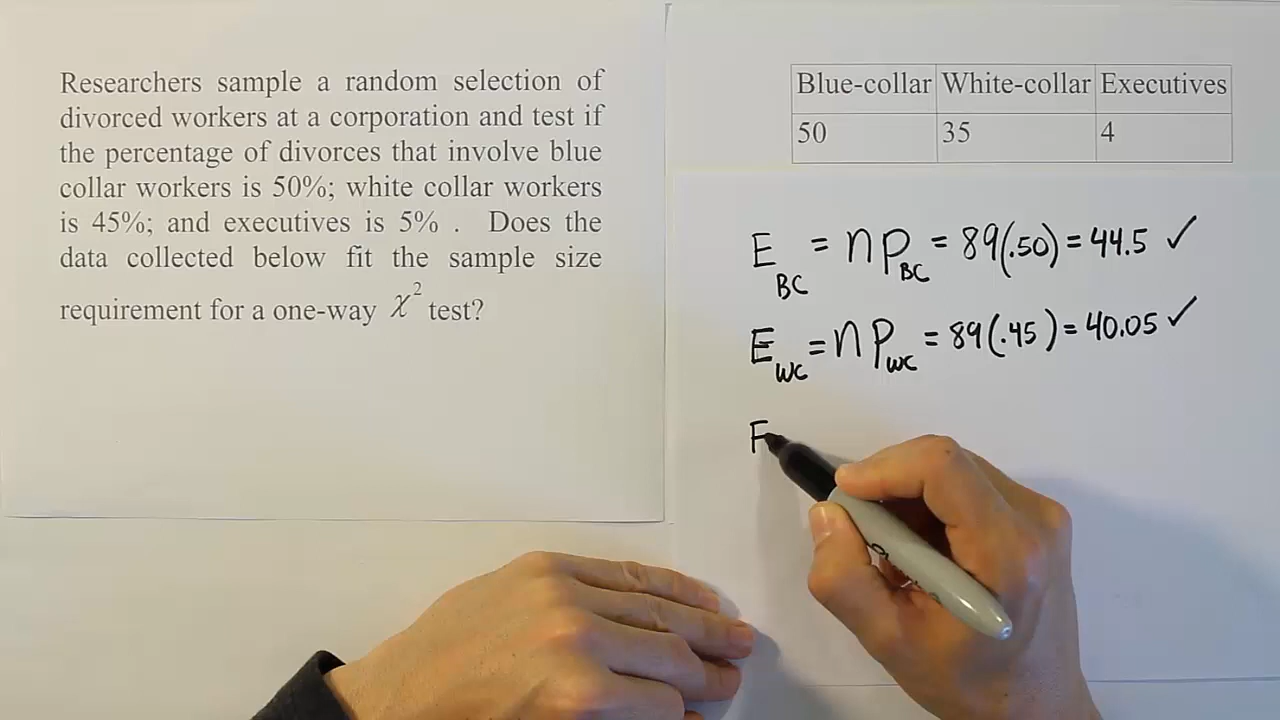 Researchers sample a random selection of
divorced workers at a corporation and test if
the percentage of divorces that involve blue
collar workers is 50%; white collar workers
is 45%; and executives is 5% . Does the
data collected below fit the sample size
requirement for a one-way χ² test?
Blue-collar White-collar Executives
50 35 4
E_BC = n p_BC = 89(.50) = 44.5 ✓
E_WC = n p_WC = 89(.45) = 40.05 ✓